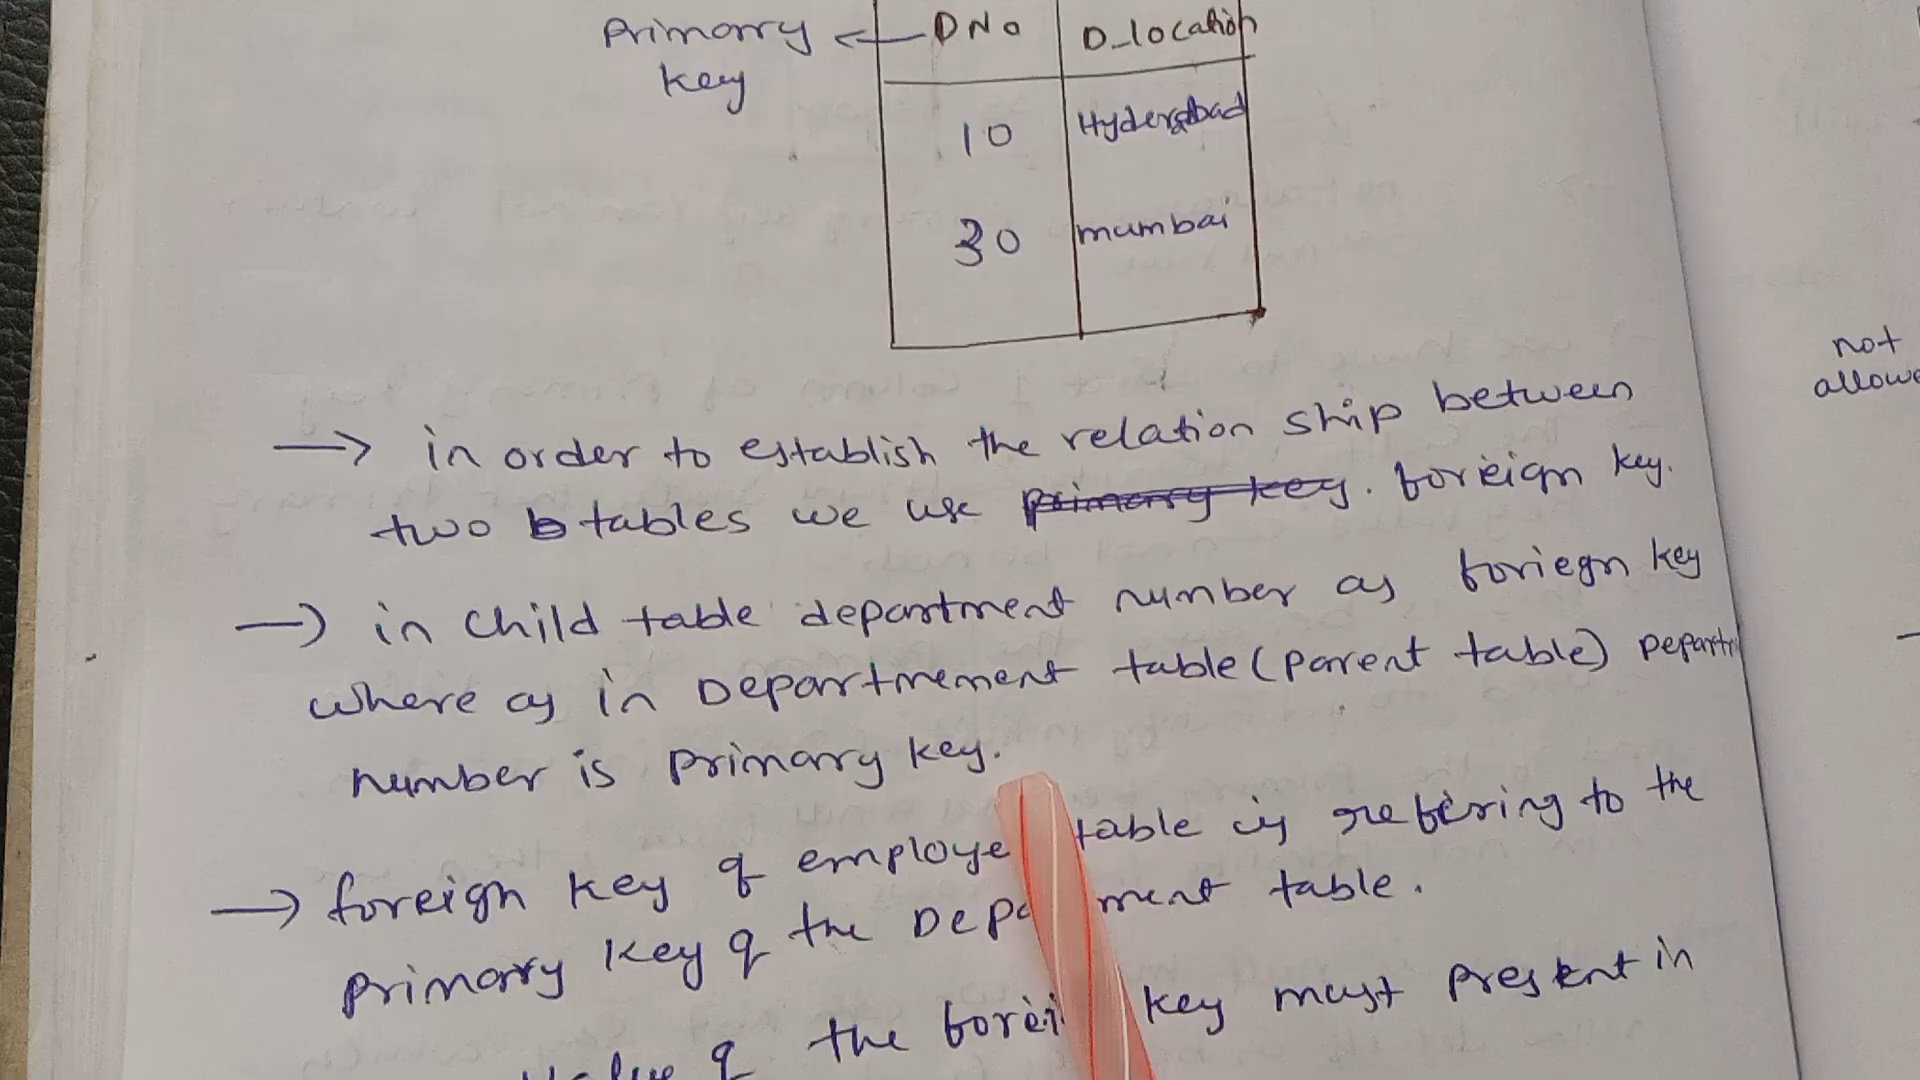 Primary ← DNo D_location
key
10 Hyderabad
30 mumbai
not
allowe
→ in order to establish the relation ship between
two tables we use primary key. foreign key.
→ in child table department number as foriegn key
where as in Departmement table (parent table) Departm
number is primary key.
→ foreign key of employe table is refering to the
primary key of the Depa ment table.
Value of the forei key must present in